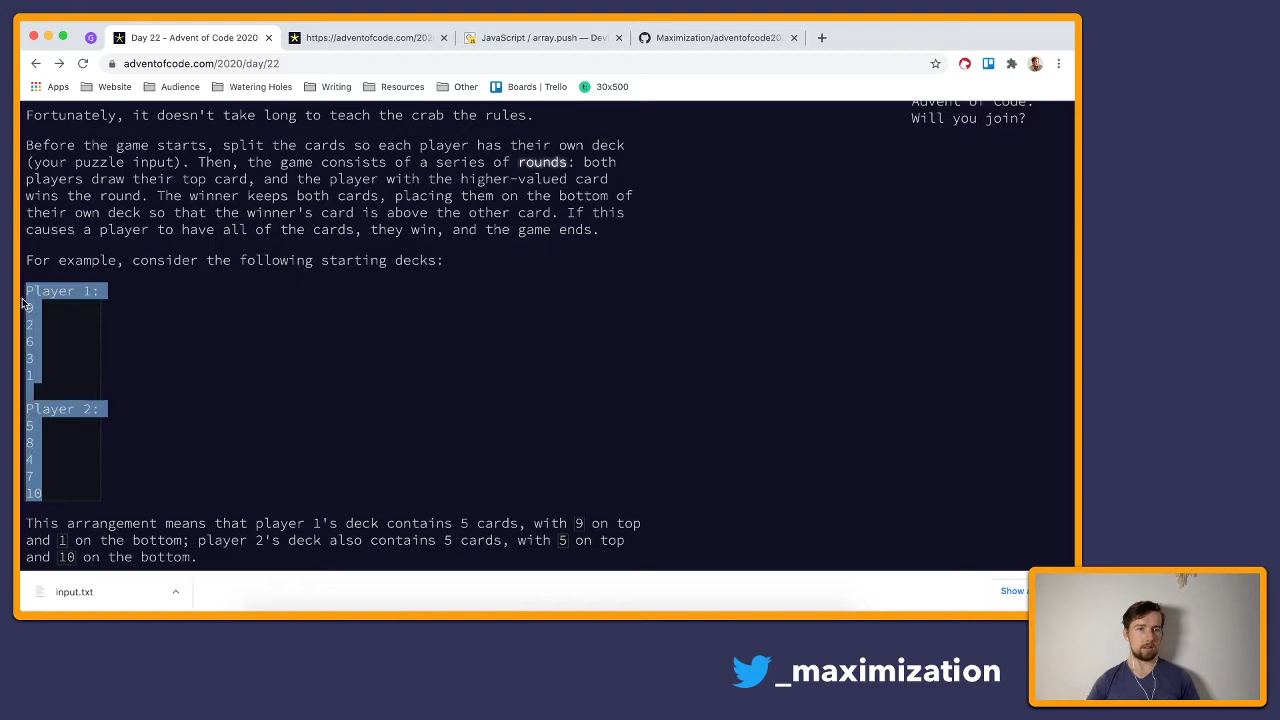 Day 22 - Advent of Code 2020
https://adventofcode.com/202
JavaScript / array.push — Dev
Maximization/adventofcode202
adventofcode.com/2020/day/22
Apps
Website
Audience
Watering Holes
Writing
Resources
Other
Boards | Trello
30x500
Advent of Code.
Will you join?
Fortunately, it doesn't take long to teach the crab the rules.
Before the game starts, split the cards so each player has their own deck
(your puzzle input). Then, the game consists of a series of rounds: both
players draw their top card, and the player with the higher-valued card
wins the round. The winner keeps both cards, placing them on the bottom of
their own deck so that the winner's card is above the other card. If this
causes a player to have all of the cards, they win, and the game ends.
For example, consider the following starting decks:
Player 1:
9
2
6
3
1
Player 2:
5
8
4
7
10
This arrangement means that player 1's deck contains 5 cards, with 9 on top
and 1 on the bottom; player 2's deck also contains 5 cards, with 5 on top
and 10 on the bottom.
input.txt
Show
_maximization